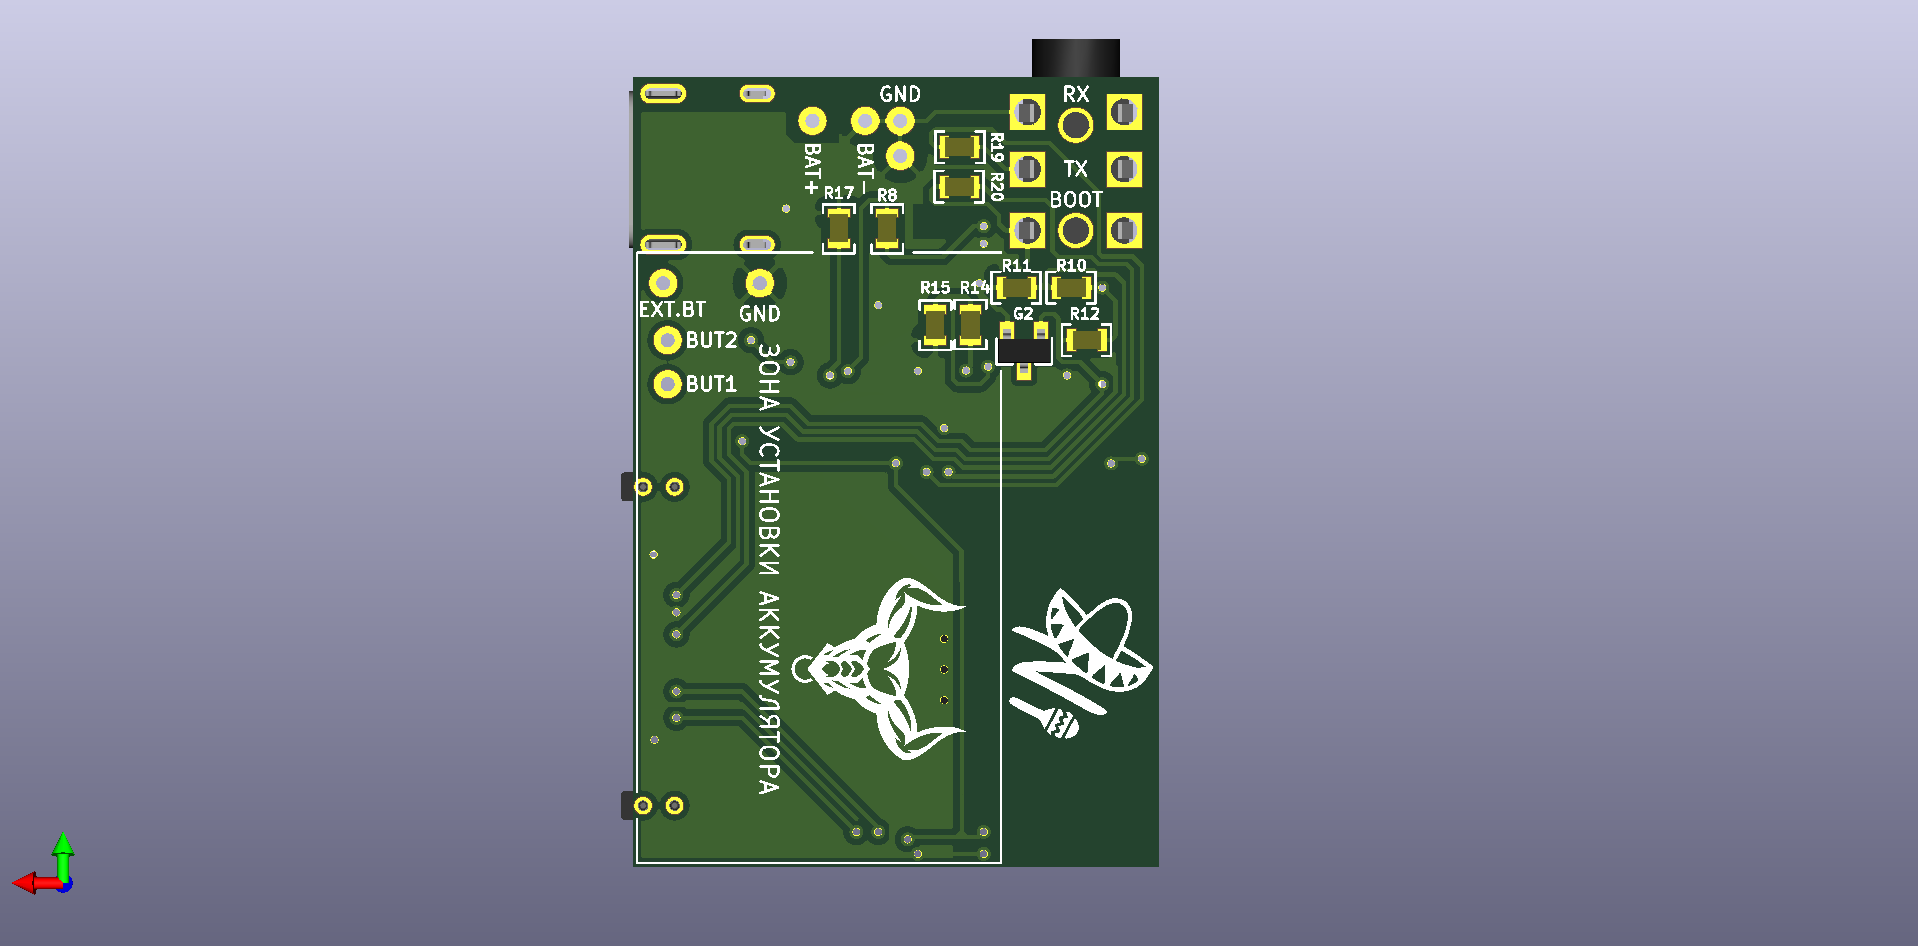 GND
RX
BAT+
BAT-
R19
TX
R20
R17
R8
BOOT
R11
R10
R15
R14
EXT.BT
GND
G2
R12
BUT2
BUT1
ЗОНА УСТАНОВКИ АККУМУЛЯТОРА